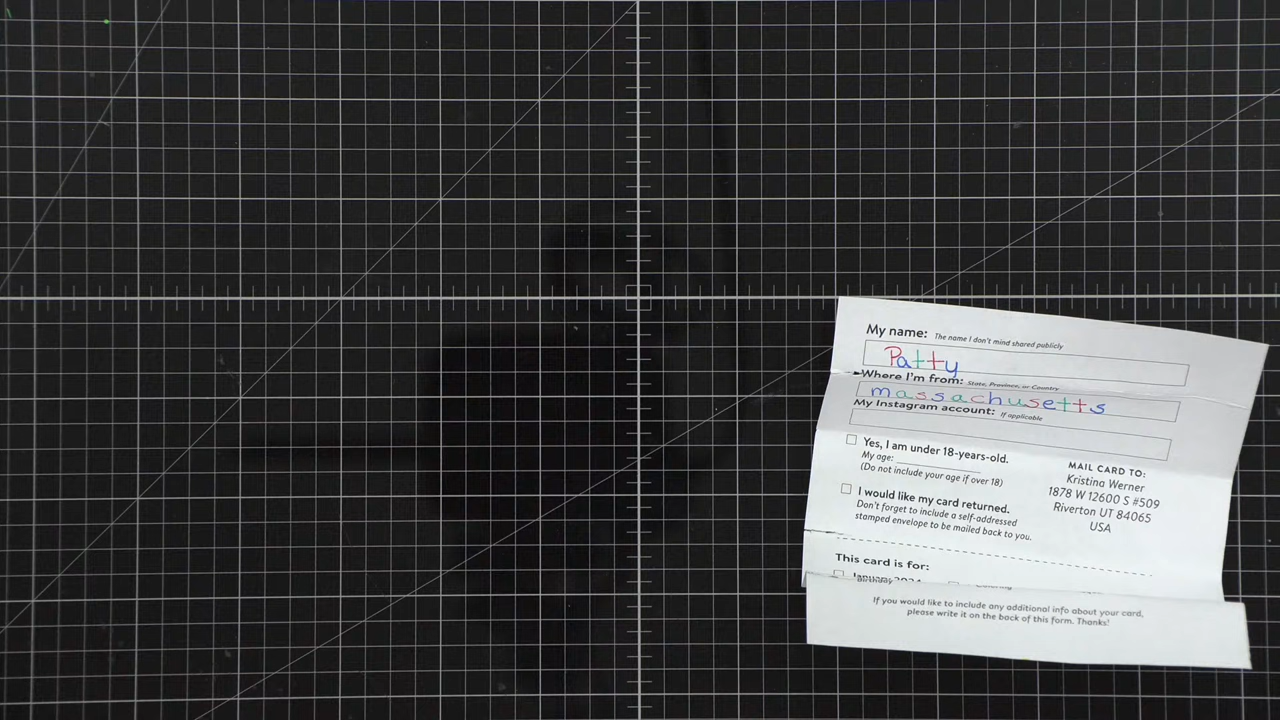 My name: The name I don't mind shared publicly
Patty
Where I'm from: State, Province, or Country
massachusetts
My Instagram account: If applicable
Yes, I am under 18-years-old.
My age:
(Do not include your age if over 18)
I would like my card returned.
Don't forget to include a self-addressed
stamped envelope to be mailed back to you.
MAIL CARD TO:
Kristina Werner
1878 W 12600 S #509
Riverton UT 84065
USA
This card is for:
January 2024
Birthday
Coloring
If you would like to include any additional info about your card,
please write it on the back of this form. Thanks!